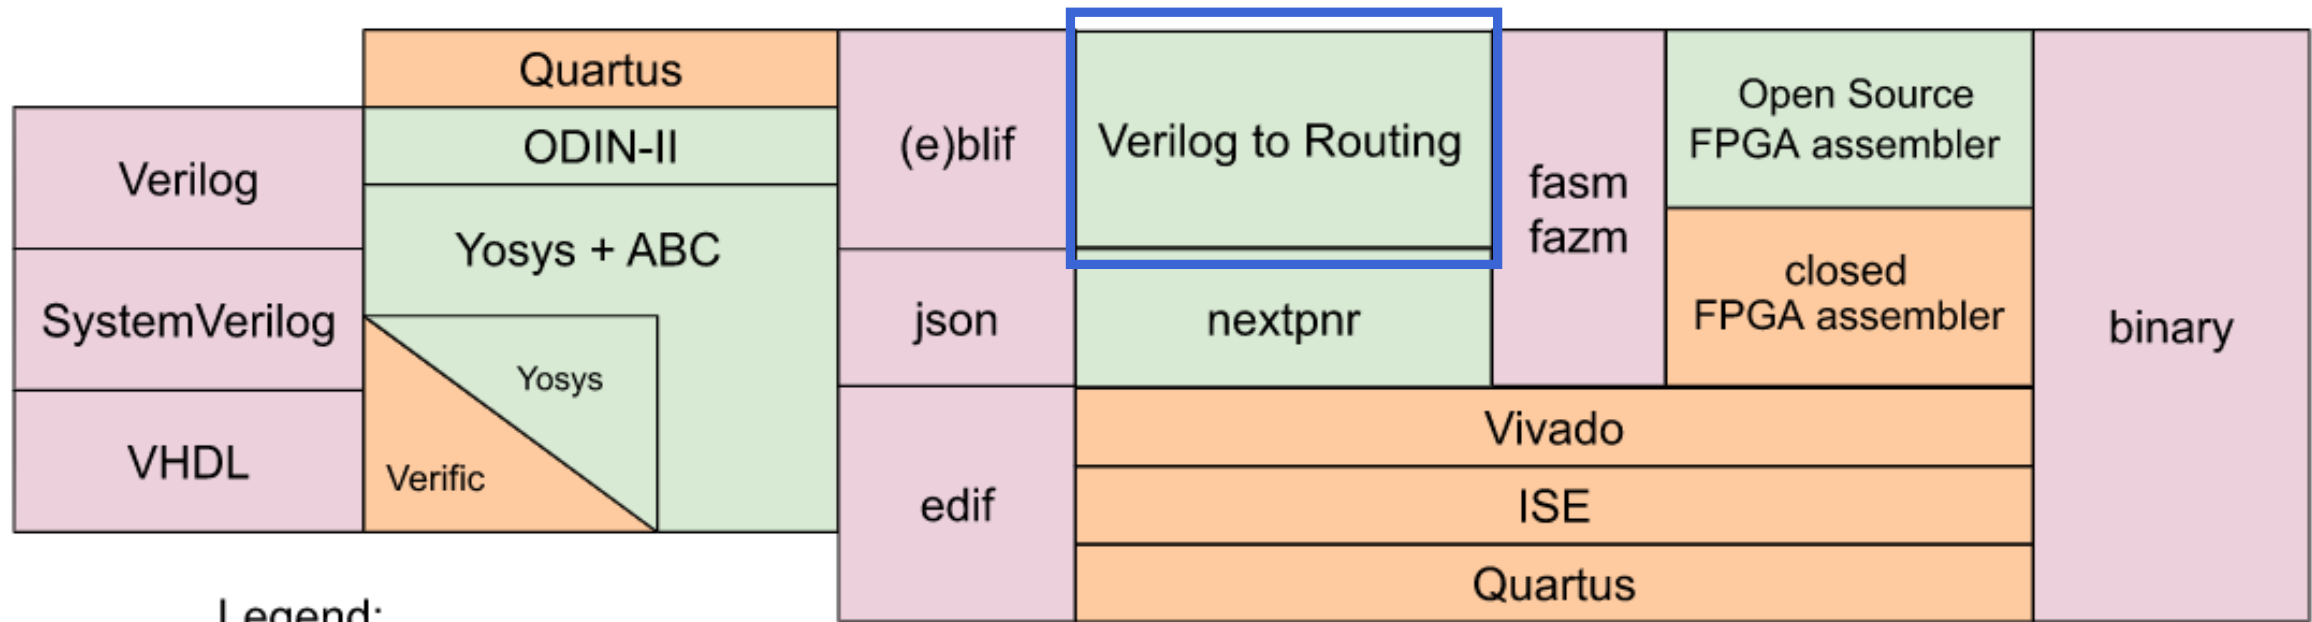 Quartus
ODIN-II
Verilog
Yosys + ABC
SystemVerilog
Yosys
VHDL
Verific
(e)blif
json
edif
Verilog to Routing
nextpnr
fasm
fazm
Open Source
FPGA assembler
closed
FPGA assembler
Vivado
ISE
Quartus
binary
Legend: